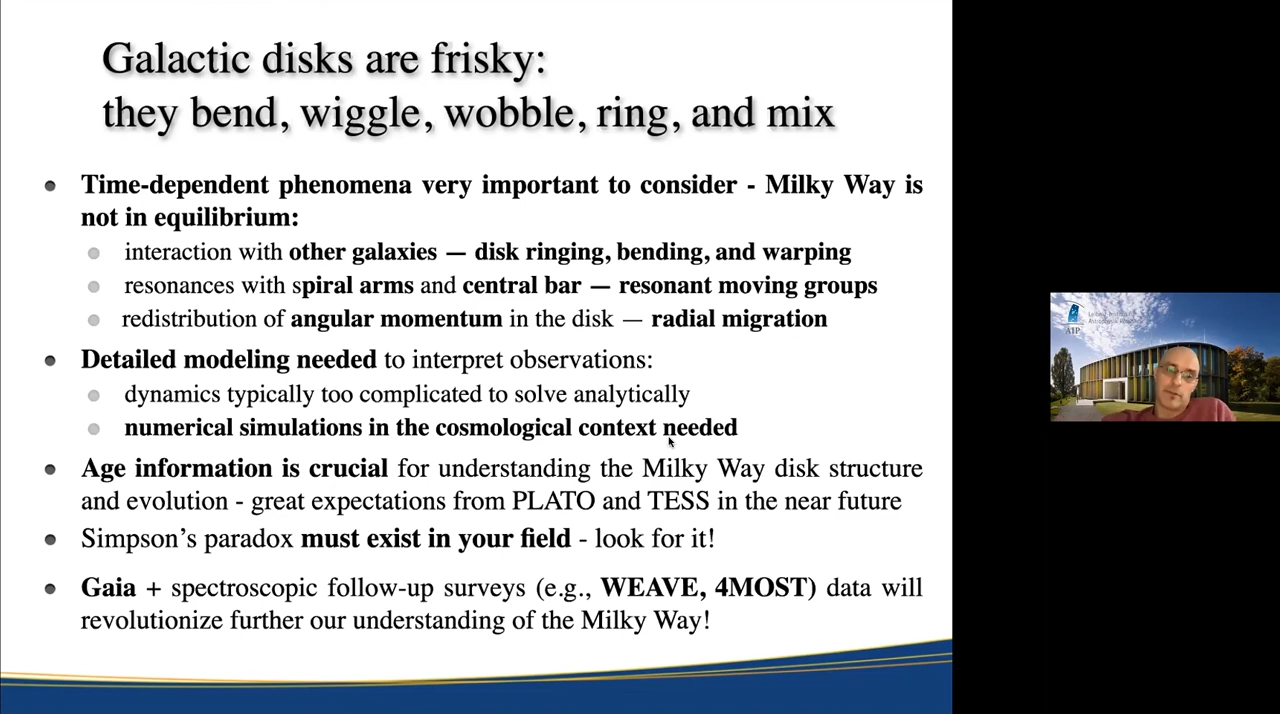 Galactic disks are frisky:
they bend, wiggle, wobble, ring, and mix
Time-dependent phenomena very important to consider - Milky Way is
not in equilibrium:
interaction with other galaxies — disk ringing, bending, and warping
resonances with spiral arms and central bar — resonant moving groups
redistribution of angular momentum in the disk — radial migration
Detailed modeling needed to interpret observations:
dynamics typically too complicated to solve analytically
numerical simulations in the cosmological context needed
Age information is crucial for understanding the Milky Way disk structure
and evolution - great expectations from PLATO and TESS in the near future
Simpson's paradox must exist in your field - look for it!
Gaia + spectroscopic follow-up surveys (e.g., WEAVE, 4MOST) data will
revolutionize further our understanding of the Milky Way!
AIP